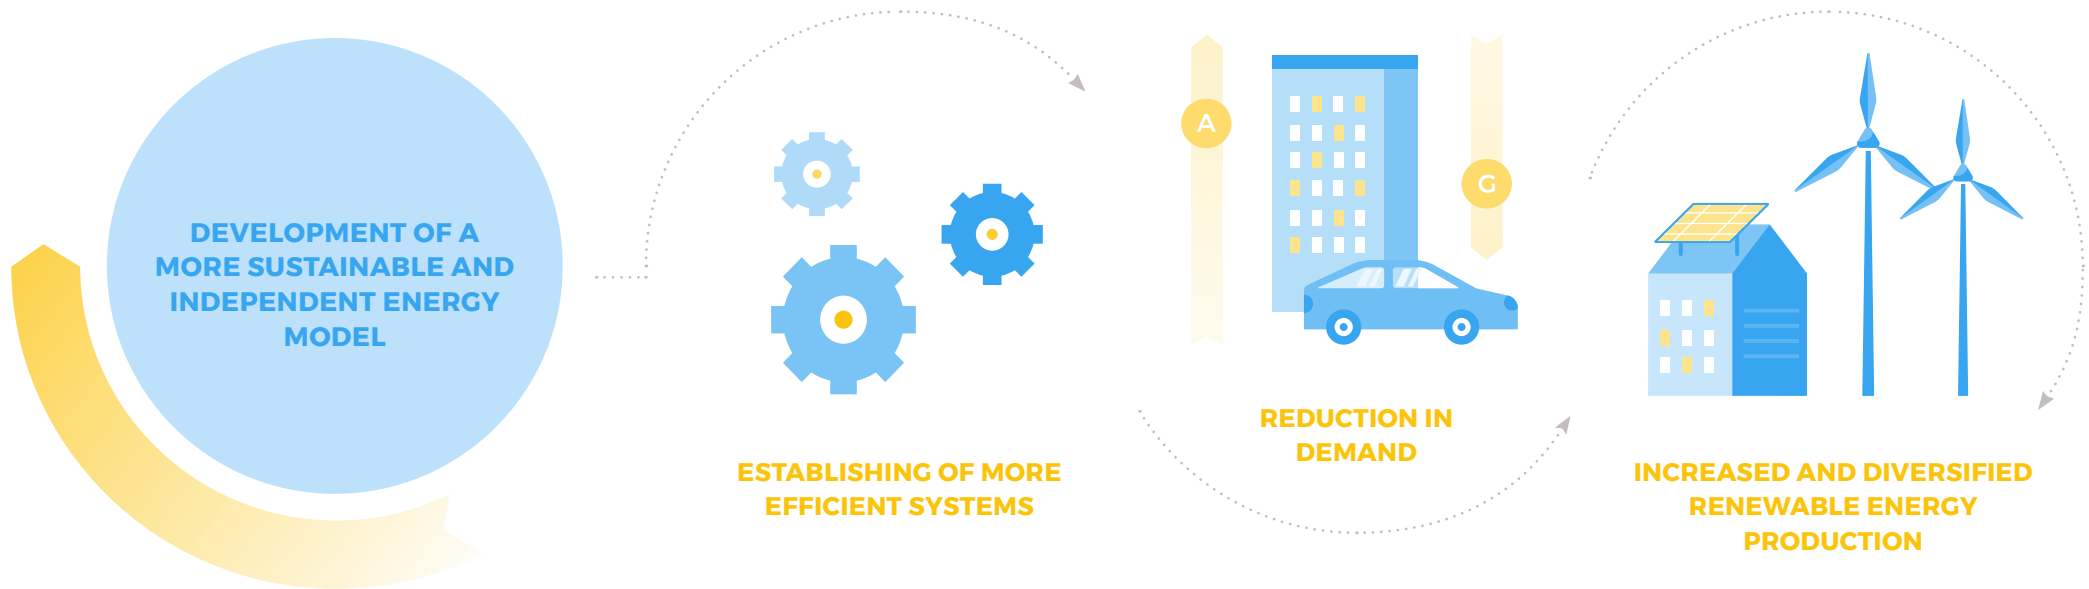 DEVELOPMENT OF A
MORE SUSTAINABLE AND
INDEPENDENT ENERGY
MODEL
ESTABLISHING OF MORE
EFFICIENT SYSTEMS
A
G
REDUCTION IN
DEMAND
INCREASED AND DIVERSIFIED
RENEWABLE ENERGY
PRODUCTION